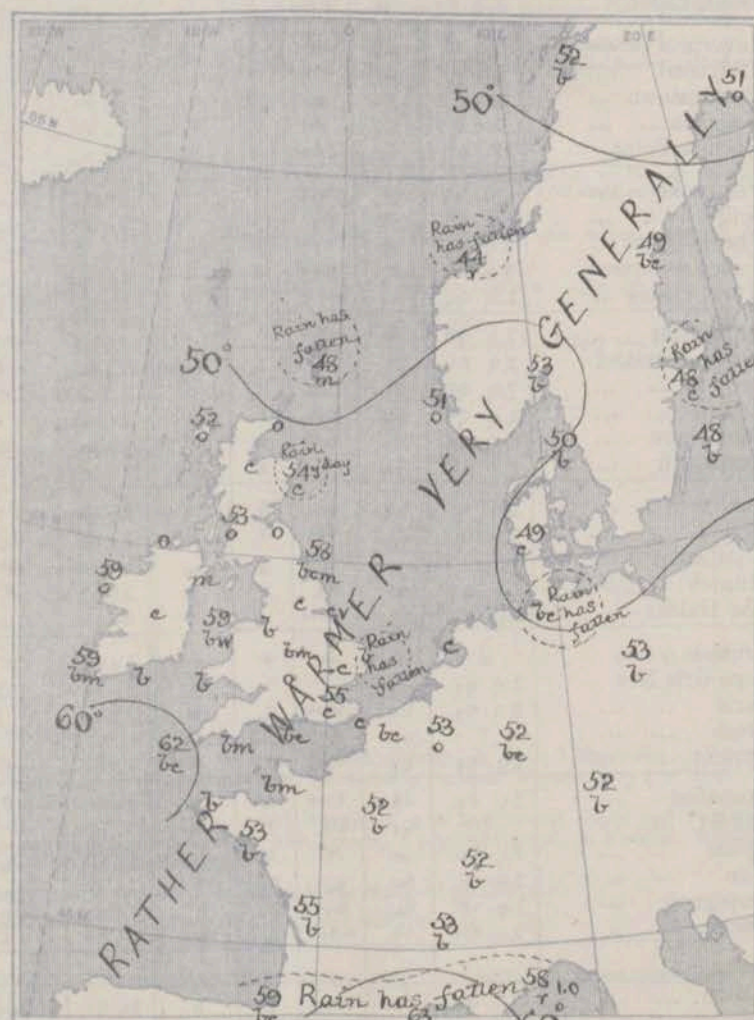 52
b
51
o
50°
RATHER WARMER VERY GENERALLY
Rain
has fallen
44
r
49
bc
Rain has
fallen
48
m
50°
53
b
Rain
has
fallen
48
c
51
o
52
o
o
50
b
48
b
c
Rain
54 y'day
c
53
o
o
o
56
bcm
49
c
59
o
m
c
c
59
bw
b
bm
Rain
has
fallen
bc
Rain
has
fallen
c
c
53
b
59
bm
b
b
55
c
c
60°
62
bc
bm
bc
bc
53
o
52
bc
b
bm
52
b
52
b
53
b
52
b
55
b
53
b
59
bc
Rain has fallen
58
r
1.0
o
63